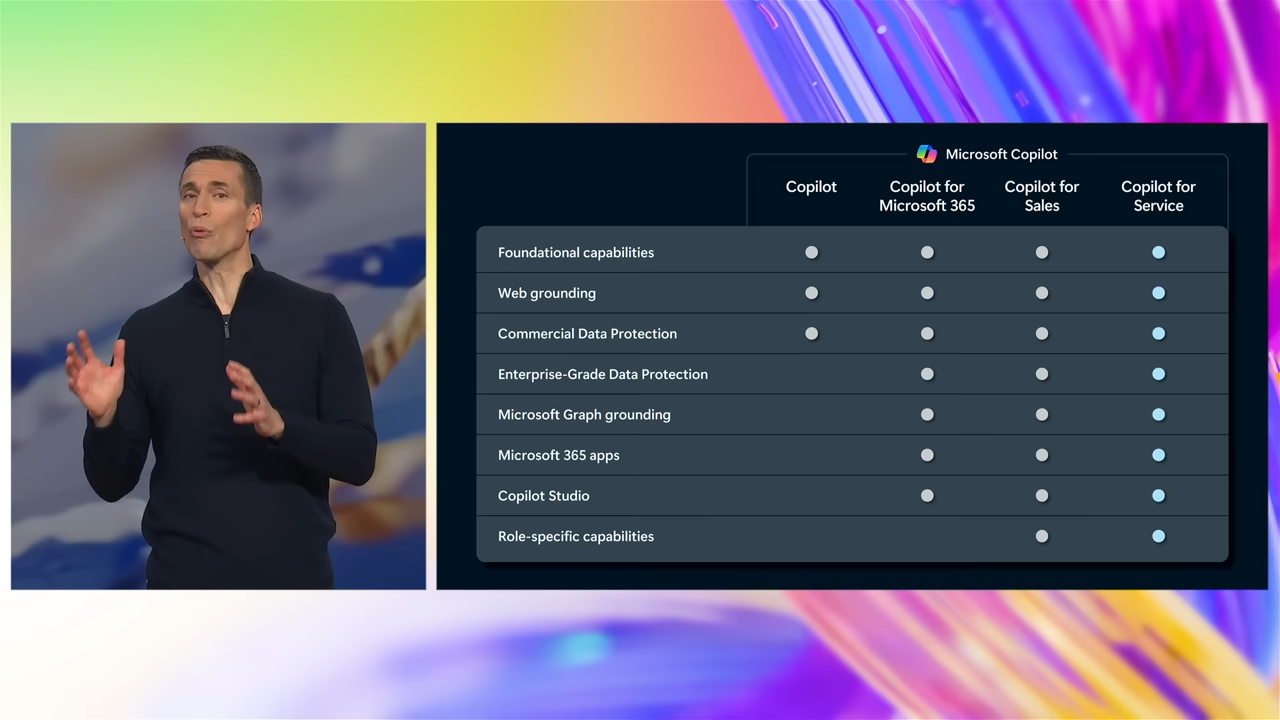 Microsoft Copilot
Copilot
Copilot for
Microsoft 365
Copilot for
Sales
Copilot for
Service
Foundational capabilities
Web grounding
Commercial Data Protection
Enterprise-Grade Data Protection
Microsoft Graph grounding
Microsoft 365 apps
Copilot Studio
Role-specific capabilities